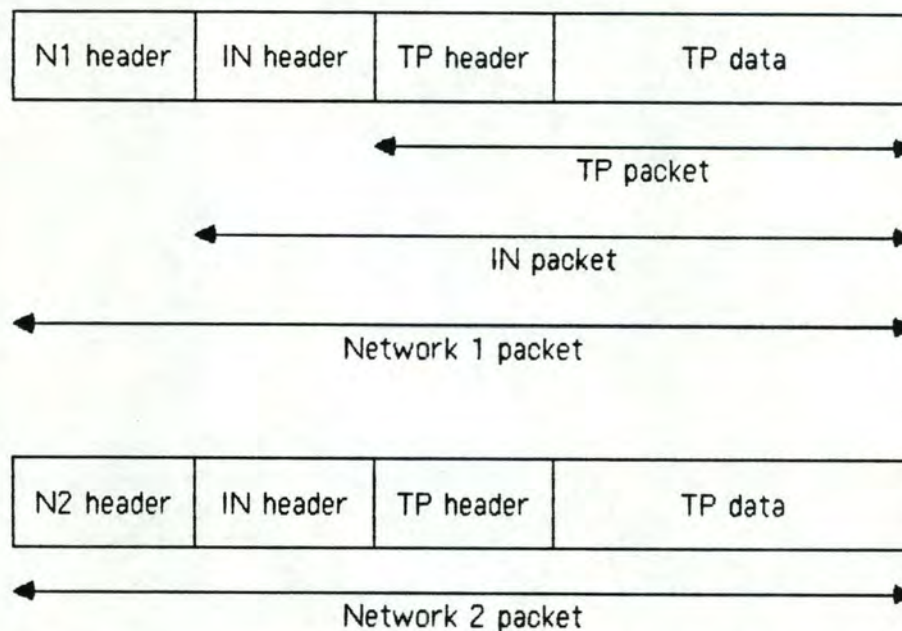 N1 header IN header TP header TP data
TP packet
IN packet
Network 1 packet
N2 header IN header TP header TP data
Network 2 packet